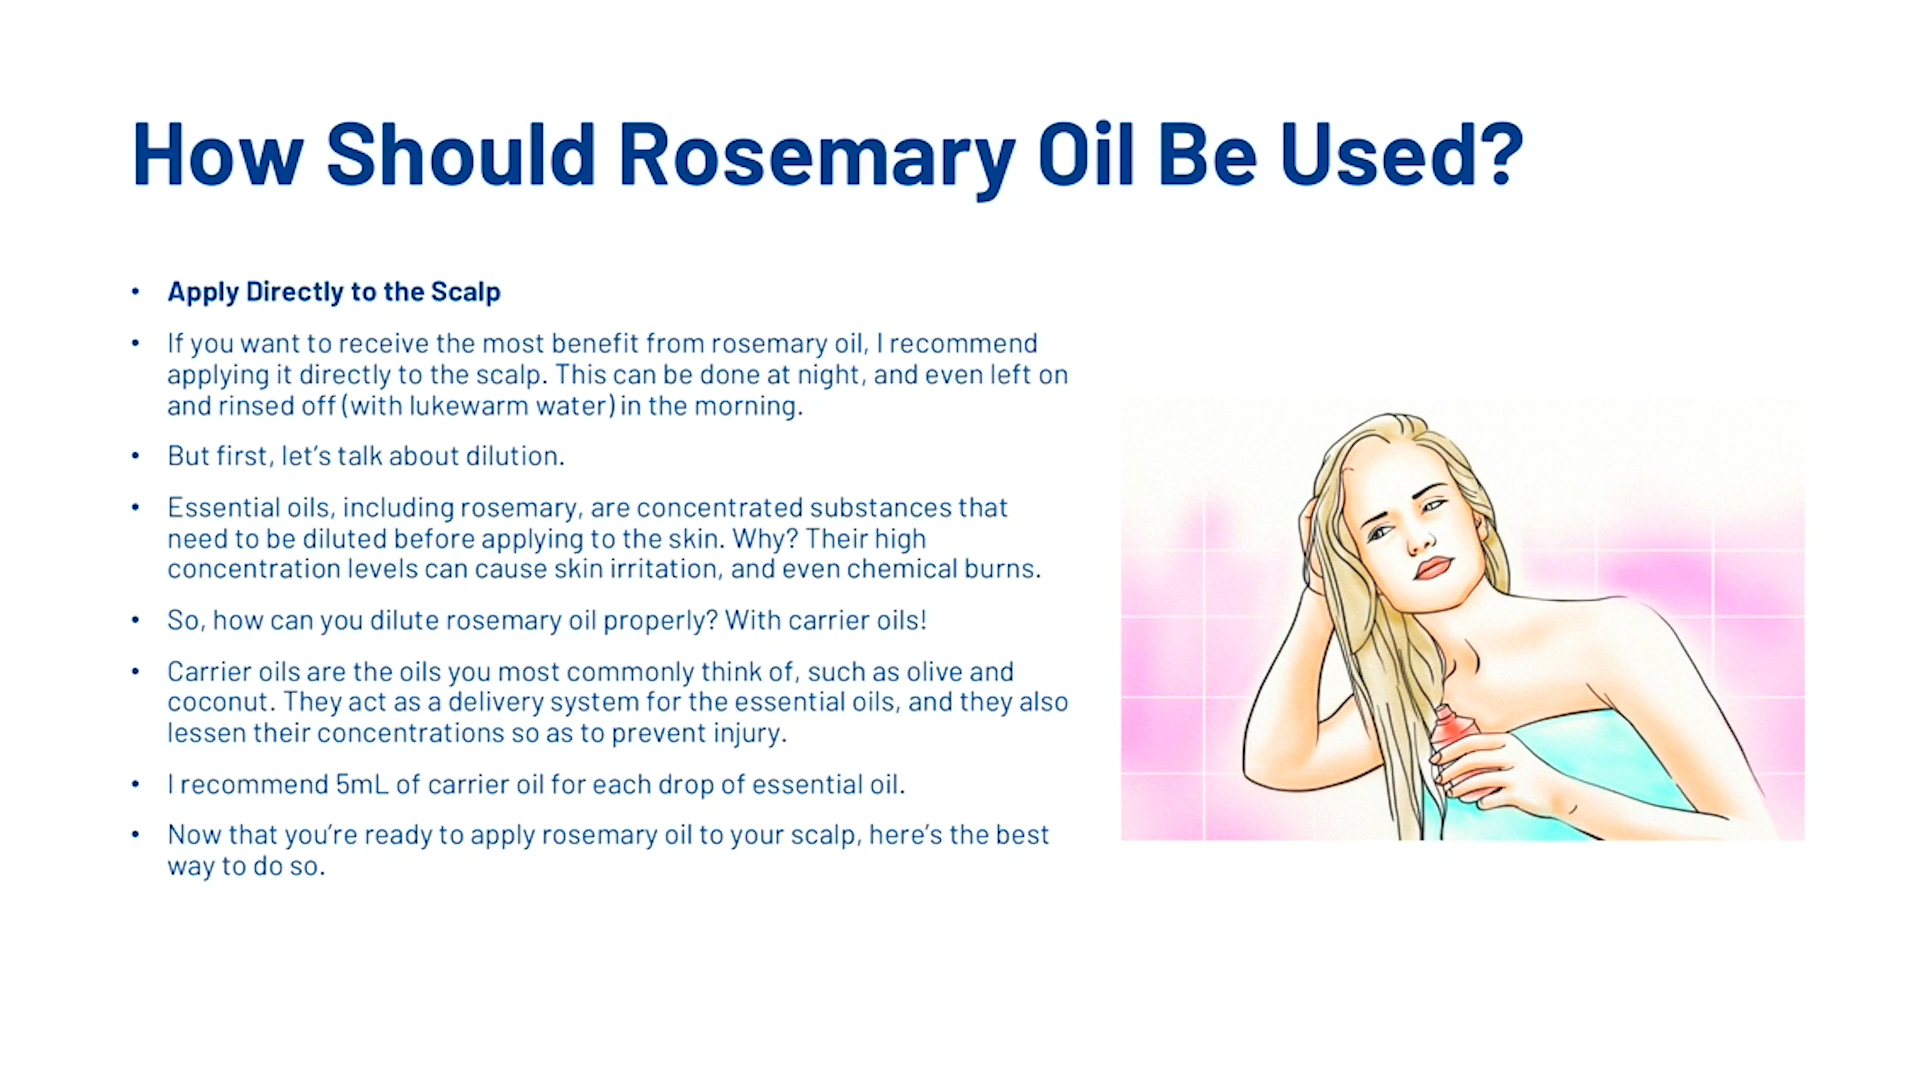 How Should Rosemary Oil Be Used?
• Apply Directly to the Scalp
• If you want to receive the most benefit from rosemary oil, I recommend
applying it directly to the scalp. This can be done at night, and even left on
and rinsed off (with lukewarm water) in the morning.
• But first, let's talk about dilution.
• Essential oils, including rosemary, are concentrated substances that
need to be diluted before applying to the skin. Why? Their high
concentration levels can cause skin irritation, and even chemical burns.
• So, how can you dilute rosemary oil properly? With carrier oils!
• Carrier oils are the oils you most commonly think of, such as olive and
coconut. They act as a delivery system for the essential oils, and they also
lessen their concentrations so as to prevent injury.
• I recommend 5mL of carrier oil for each drop of essential oil.
• Now that you're ready to apply rosemary oil to your scalp, here's the best
way to do so.